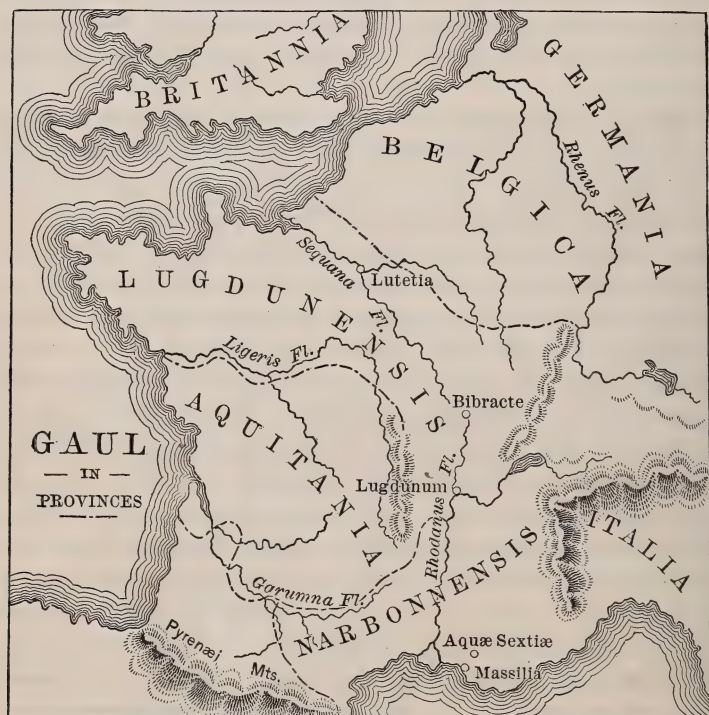 BRITANNIA
GERMANIA
BELGICA
Rhenus Fl.
LUGDUNENSIS
Sequana Fl.
Lutetia
Ligeris Fl.
AQUITANIA
Bibracte
GAUL
— IN —
PROVINCES
Lugdunum
Rhodanus Fl.
ITALIA
NARBONNENSIS
Garumna Fl.
Pyrenæi Mts.
Aquæ Sextiæ
Massilia